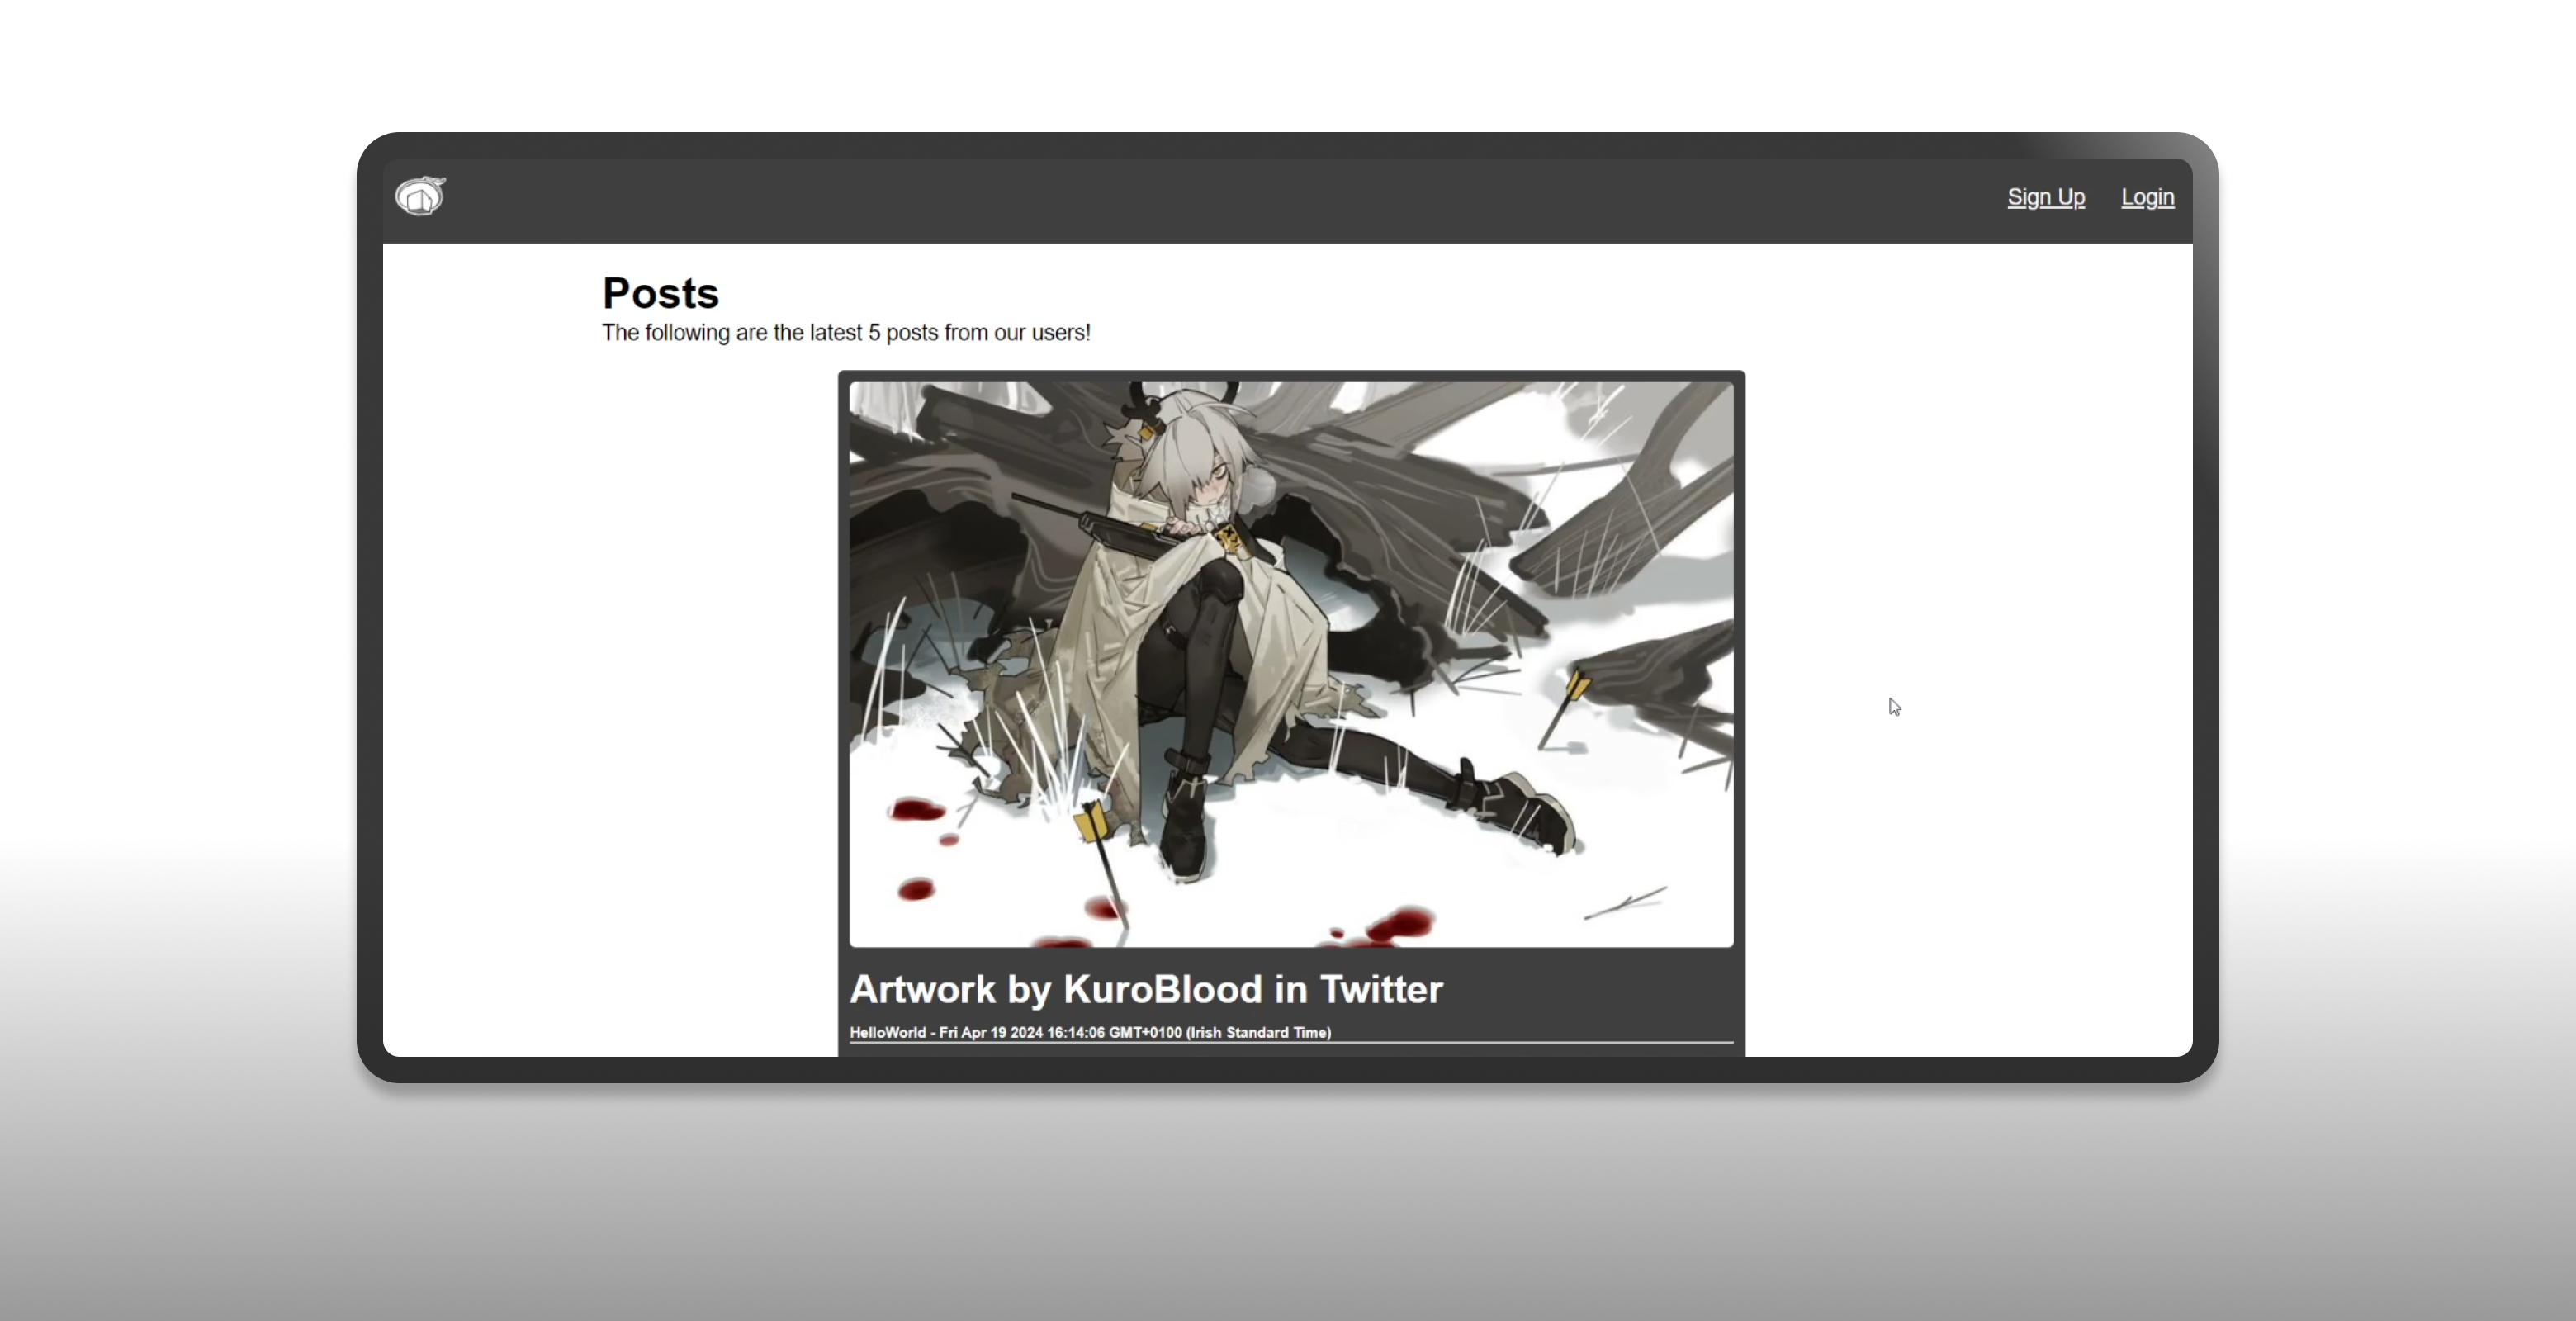 Sign Up Login
Posts
The following are the latest 5 posts from our users!
Artwork by KuroBlood in Twitter
HelloWorld - Fri Apr 19 2024 16:14:06 GMT+0100 (Irish Standard Time)